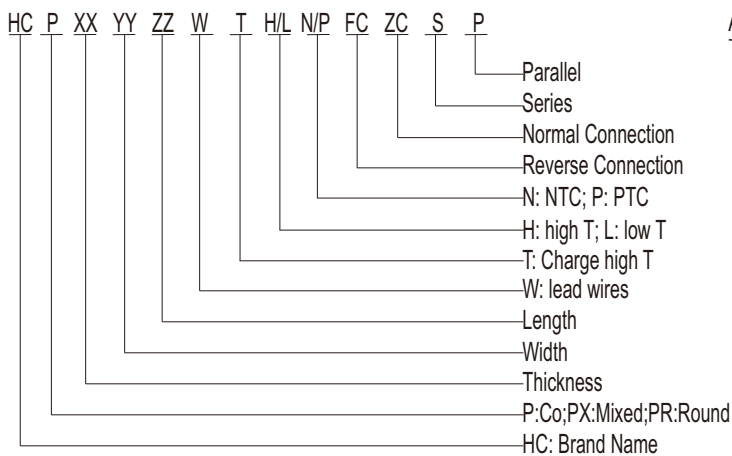 HC P XX YY ZZ W T H/L N/P FC ZC S P
Parallel
Series
Normal Connection
Reverse Connection
N: NTC; P: PTC
H: high T; L: low T
T: Charge high T
W: lead wires
Length
Width
Thickness
P:Co;PX:Mixed;PR:Round
HC: Brand Name